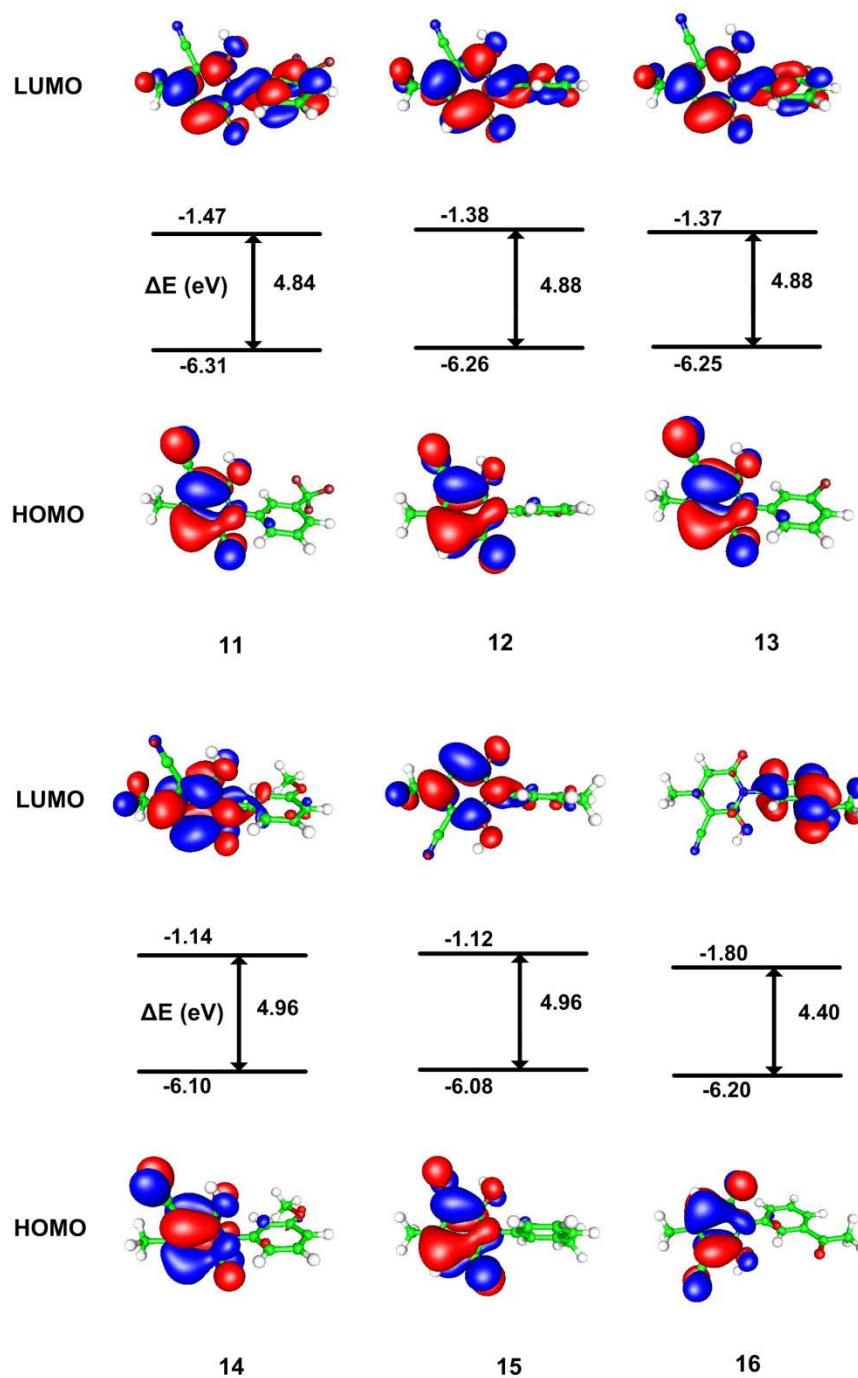 LUMO
-1.47 -1.38 -1.37
ΔE (eV) 4.84 4.88 4.88
-6.31 -6.26 -6.25
HOMO
11 12 13
LUMO
-1.14 -1.12 -1.80
ΔE (eV) 4.96 4.96 4.40
-6.10 -6.08 -6.20
HOMO
14 15 16